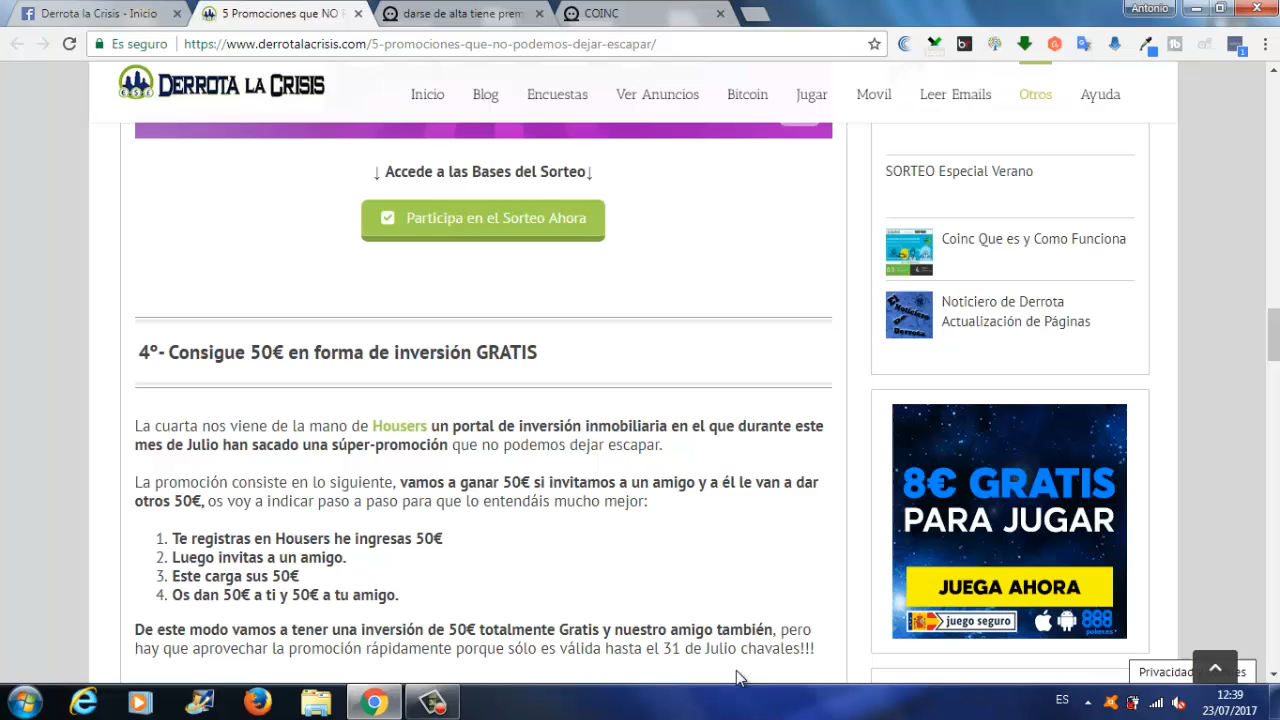 Derrota la Crisis - Inicio
5 Promociones que NO P
darse de alta tiene prem
COINC
Antonio
Es seguro
https://www.derrotalacrisis.com/5-promociones-que-no-podemos-dejar-escapar/
DERROTA LA CRISIS
Inicio
Blog
Encuestas
Ver Anuncios
Bitcoin
Jugar
Movil
Leer Emails
Otros
Ayuda
↓ Accede a las Bases del Sorteo↓
Participa en el Sorteo Ahora
4º- Consigue 50€ en forma de inversión GRATIS
La cuarta nos viene de la mano de Housers un portal de inversión inmobiliaria en el que durante este
mes de Julio han sacado una súper-promoción que no podemos dejar escapar.
La promoción consiste en lo siguiente, vamos a ganar 50€ si invitamos a un amigo y a él le van a dar
otros 50€, os voy a indicar paso a paso para que lo entendáis mucho mejor:
1. Te registras en Housers he ingresas 50€
2. Luego invitas a un amigo.
3. Este carga sus 50€
4. Os dan 50€ a ti y 50€ a tu amigo.
De este modo vamos a tener una inversión de 50€ totalmente Gratis y nuestro amigo también, pero
hay que aprovechar la promoción rápidamente porque sólo es válida hasta el 31 de Julio chavales!!!
SORTEO Especial Verano
Coinc Que es y Como Funciona
Noticiero de Derrota
Actualización de Páginas
8€ GRATIS
PARA JUGAR
JUEGA AHORA
juego seguro
888
poker.es
Privacidad y Cookies
ES
12:39
23/07/2017